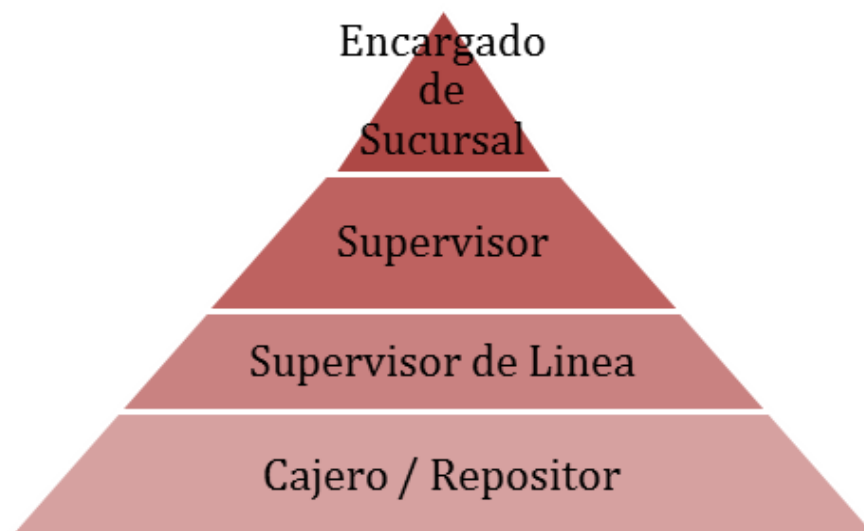 Encargado
de
Sucursal
Supervisor
Supervisor de Linea
Cajero / Repositor